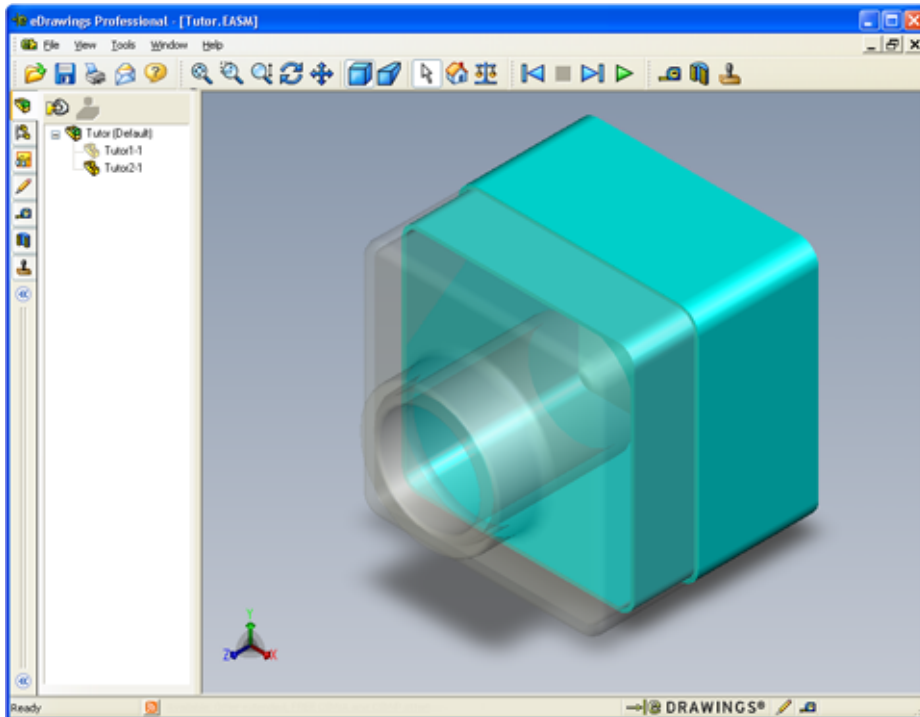 eDrawings Professional - [Tutor.EASM]
File View Tools Window Help
Tutor (Default)
Tutor1-1
Tutor2-1
Y
Z X
Ready
DRAWINGS®